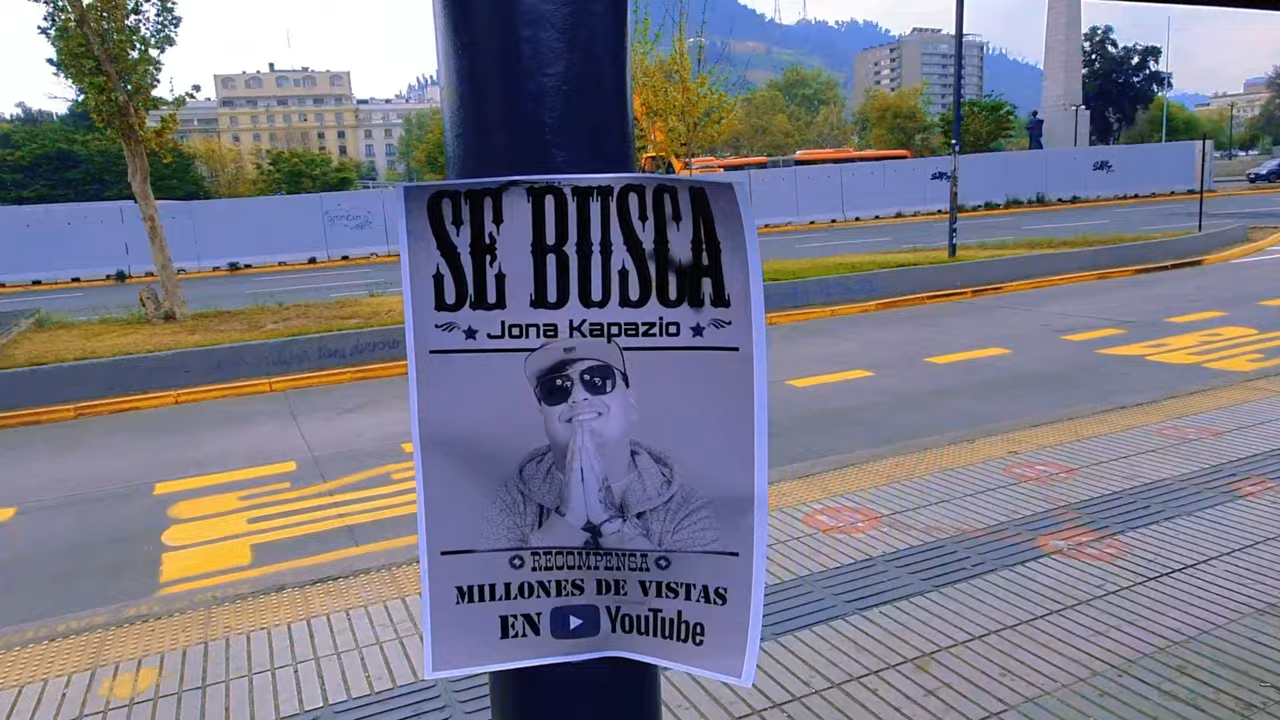 SE BUSCA
Jona Kapazio
RECOMPENSA
MILLONES DE VISTAS
EN YouTube